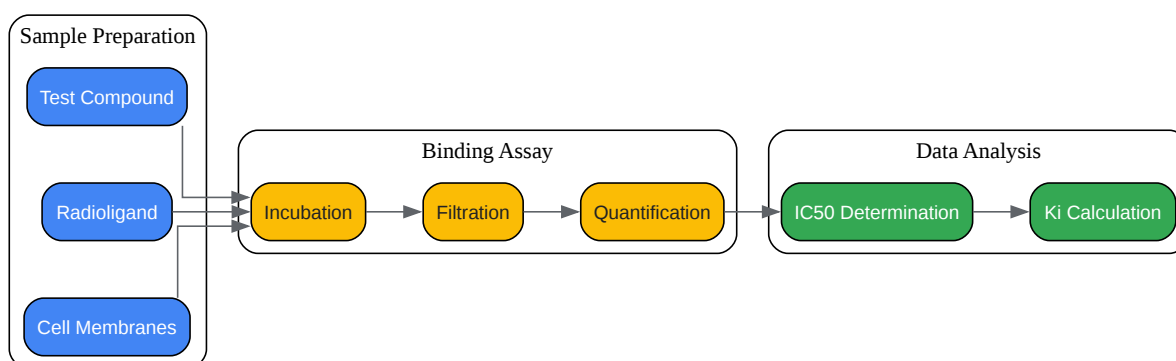 Sample Preparation
Test Compound
Radioligand
Cell Membranes
Binding Assay
Incubation
Filtration
Quantification
Data Analysis
IC50 Determination
Ki Calculation